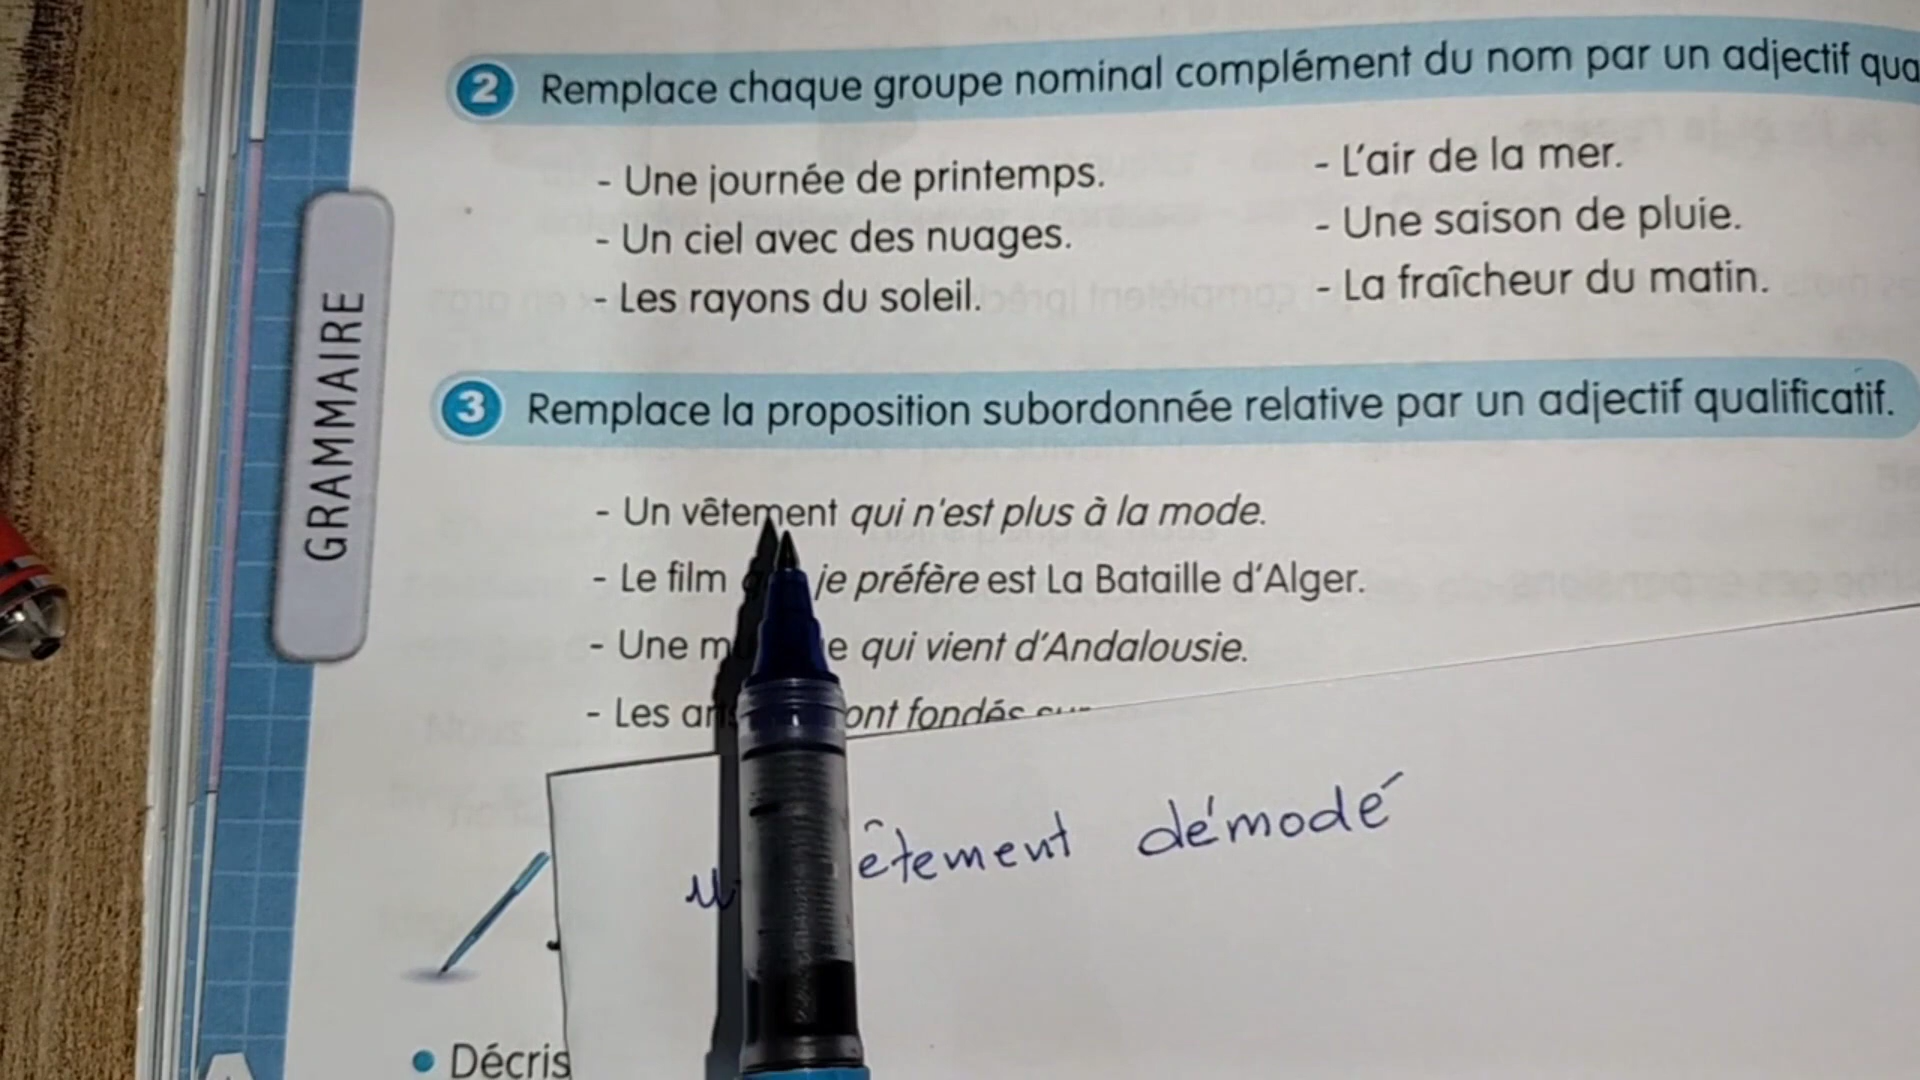 GRAMMAIRE
2 Remplace chaque groupe nominal complément du nom par un adjectif
- Une journée de printemps.
- Un ciel avec des nuages.
- Les rayons du soleil.
- L'air de la mer.
- Une saison de pluie.
- La fraîcheur du matin.
3 Remplace la proposition subordonnée relative par un adjectif qualificatif.
- Un vêtement qui n'est plus à la mode.
- Le film je préfère est La Bataille d'Alger.
- Une qui vient d'Andalousie.
- Les fondés
démodé
• Décris